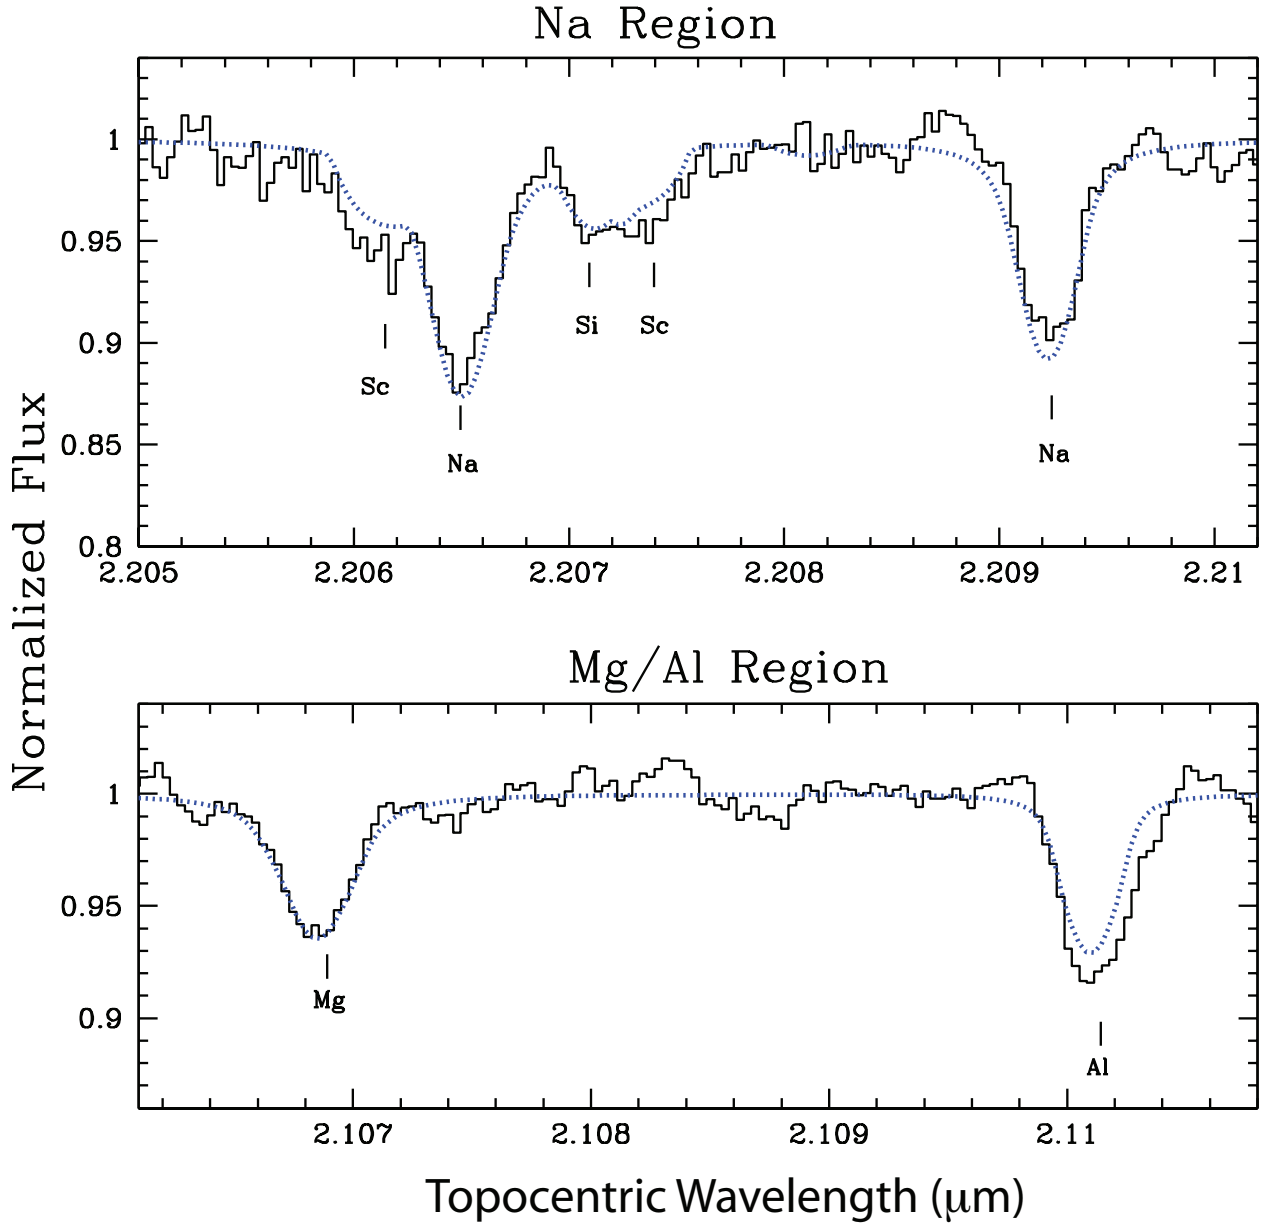 Na Region
1
0.95
0.9
0.85
0.8
Sc
Na
Si
Sc
Na
2.205 2.206 2.207 2.208 2.209 2.21
Normalized Flux
Mg/Al Region
1
0.95
0.9
Mg
Al
2.107 2.108 2.109 2.11
Topocentric Wavelength (μm)